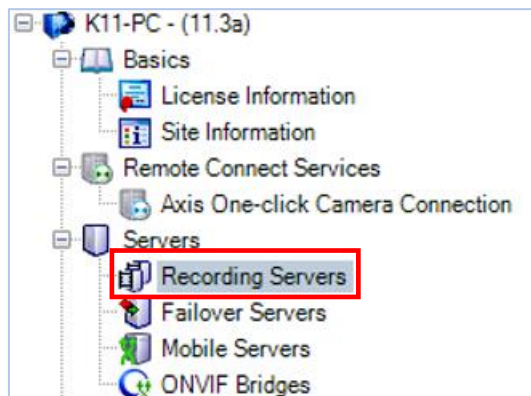 K11-PC - (11.3a)
Basics
License Information
Site Information
Remote Connect Services
Axis One-click Camera Connection
Servers
Recording Servers
Failover Servers
Mobile Servers
ONVIF Bridges